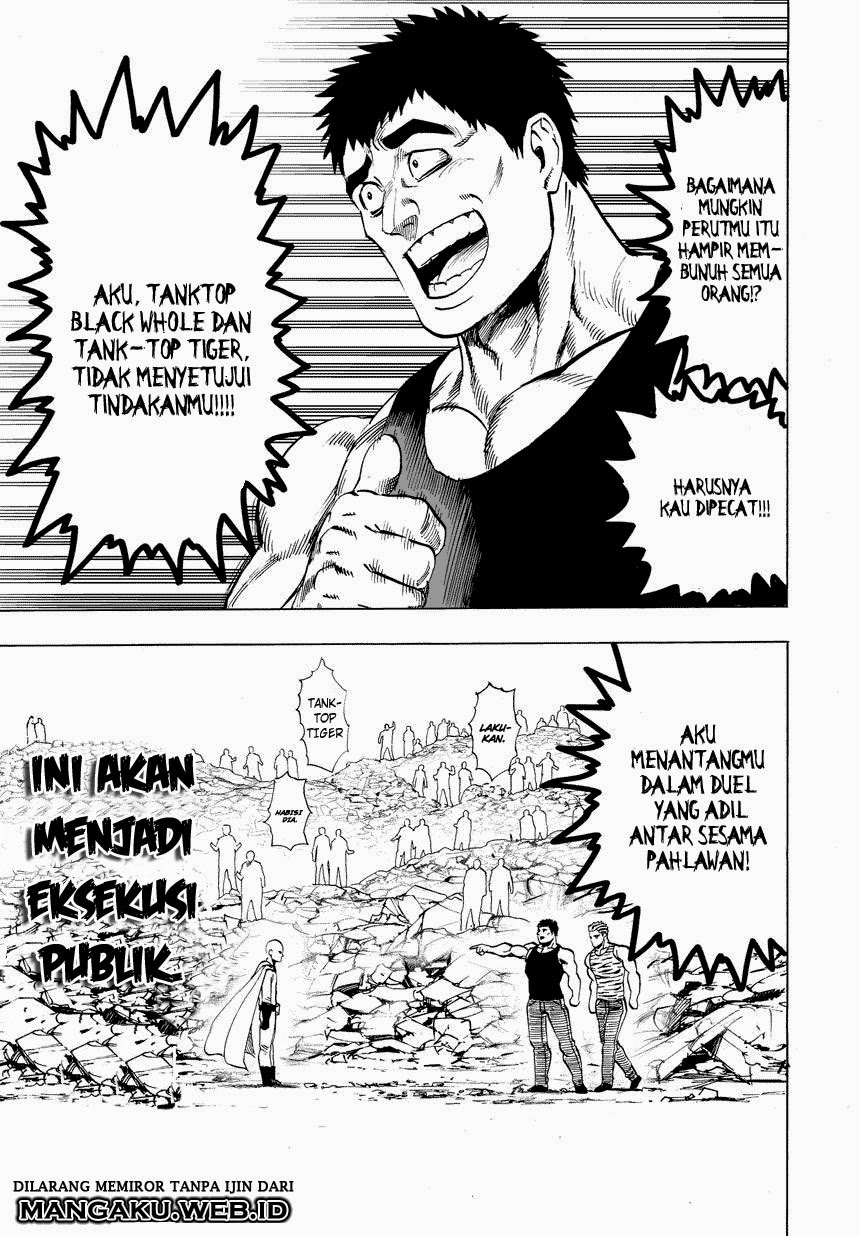 BAGAIMANA
MUNGKIN
PERUTMU ITU
HAMPIR MEM-
BUNUH SEMUA
ORANG!?
HARUSNYA
KAU DIPECAT!!!
AKU, TANKTOP
BLACK WHOLE DAN
TANK-TOP TIGER,
TIDAK MENYETUJUI
TINDAKANMU!!!!
AKU
MENANTANGMU
DALAM DUEL
YANG ADIL
ANTAR SESAMA
PAHLAWAN!
LAKU-
KAN.
TANK-
TOP
TIGER
HABISI
DIA.
INI AKAN
MENJADI
EKSEKUSI
PUBLIK
DILARANG MEMIROR TANPA IJIN DARI
MANGAKU.WEB.ID